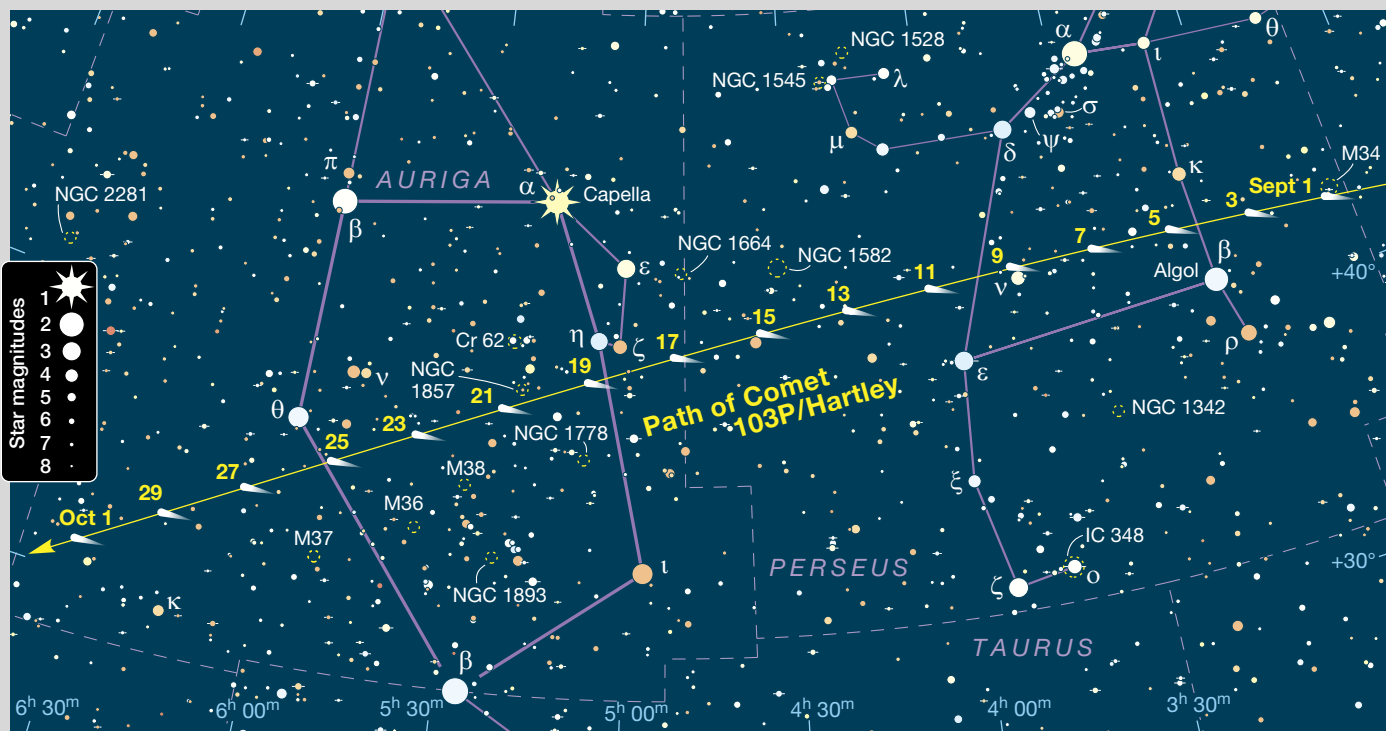 α
ι
θ
NGC 1528
NGC 1545
λ
σ
μ
δ
ψ
π
AURIGA
α
Capella
κ
M34
Sept 1
NGC 2281
β
3
5
7
NGC 1664
NGC 1582
ε
9
ν
11
Algol
β
+40°
Star magnitudes
1
2
3
4
5
6
7
8
13
15
17
η
ζ
Cr 62
ρ
NGC
1857
ν
19
ε
21
Path of Comet
103P/Hartley
θ
23
NGC 1342
NGC 1778
25
27
M38
ξ
29
M36
Oct 1
M37
IC 348
+30°
ι
PERSEUS
ζ
ο
NGC 1893
κ
TAURUS
β
6h 30m
6h 00m
5h 30m
5h 00m
4h 30m
4h 00m
3h 30m